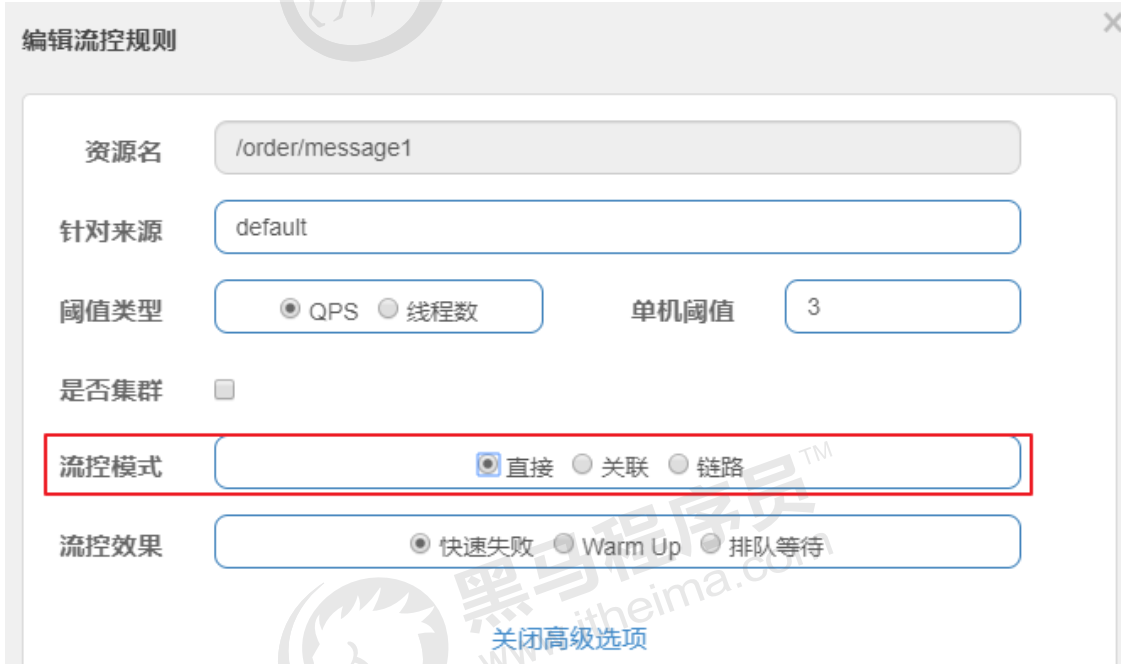 编辑流控规则
×
资源名 /order/message1
针对来源 default
阈值类型 QPS 线程数 单机阈值 3
是否集群
流控模式 直接 关联 链路
流控效果 快速失败 Warm Up 排队等待
关闭高级选项
黑马程序员™
www.itheima.com